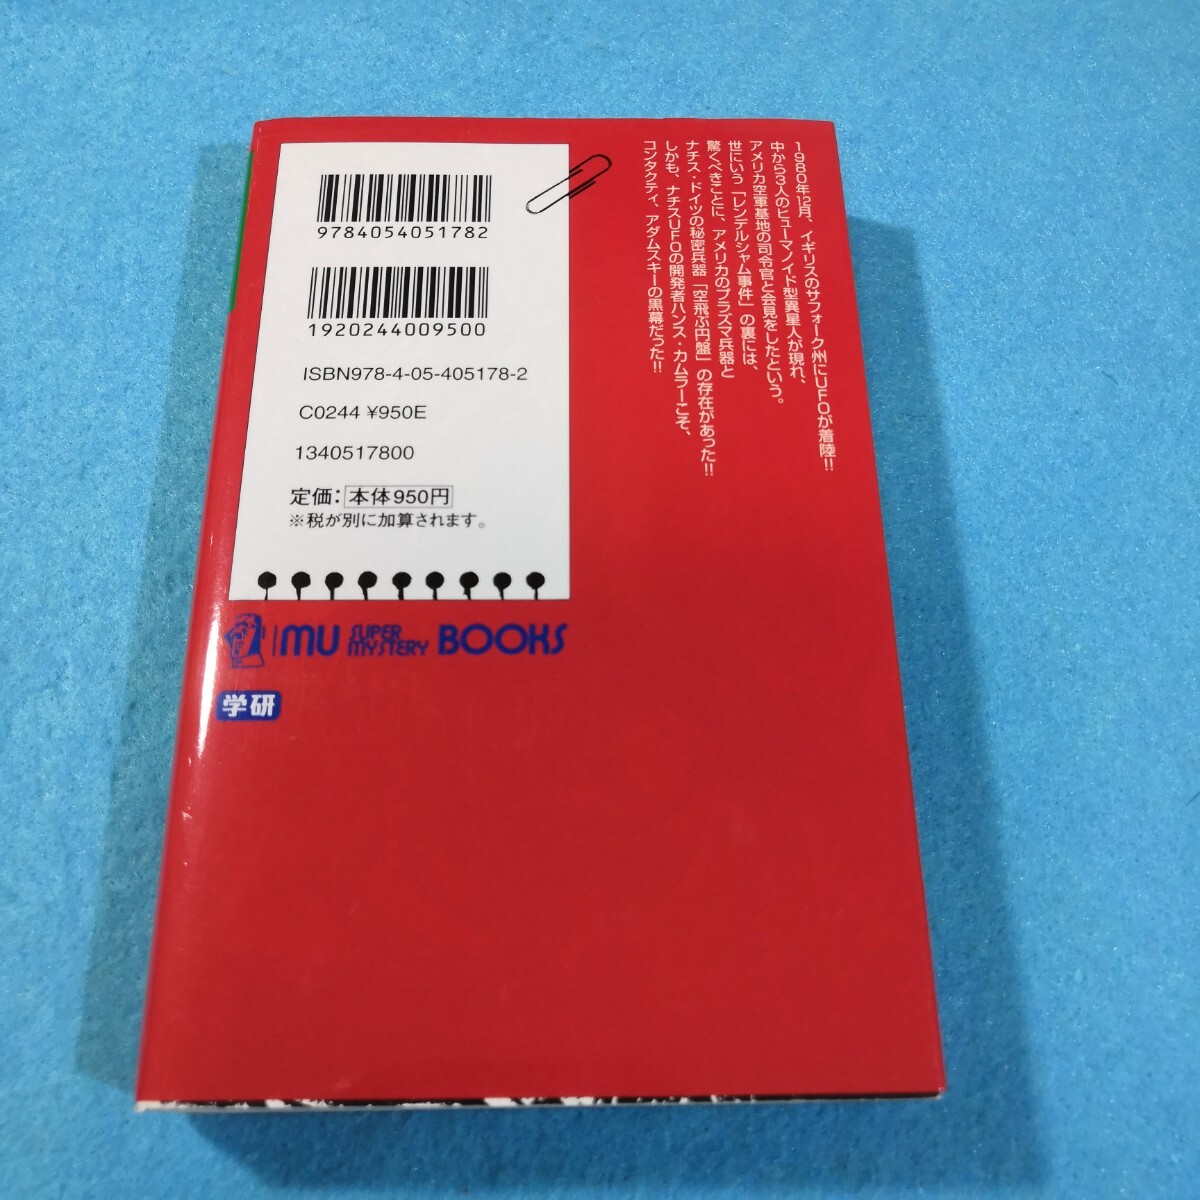 1980年12月、イギリスのサフォーク州にUFOが着陸!!
中から3人のヒューマノイド型異星人が現れ、
アメリカ空軍基地の司令官と会見をしたという。
世にいう「レンデルシャム事件」の裏には、
驚くべきことに、アメリカのプラズマ兵器と
ナチス・ドイツの秘密兵器「空飛ぶ円盤」の存在があった!!
しかも、ナチスUFOの開発者ハンス・カムラーこそ、
コンタクティ、アダムスキーの黒幕だった!!
9784054051782
1920244009500
ISBN978-4-05-405178-2
C0244 ¥950E
1340517800
定価：本体950円
※税が別に加算されます。
MU SUPER MYSTERY BOOKS
学研